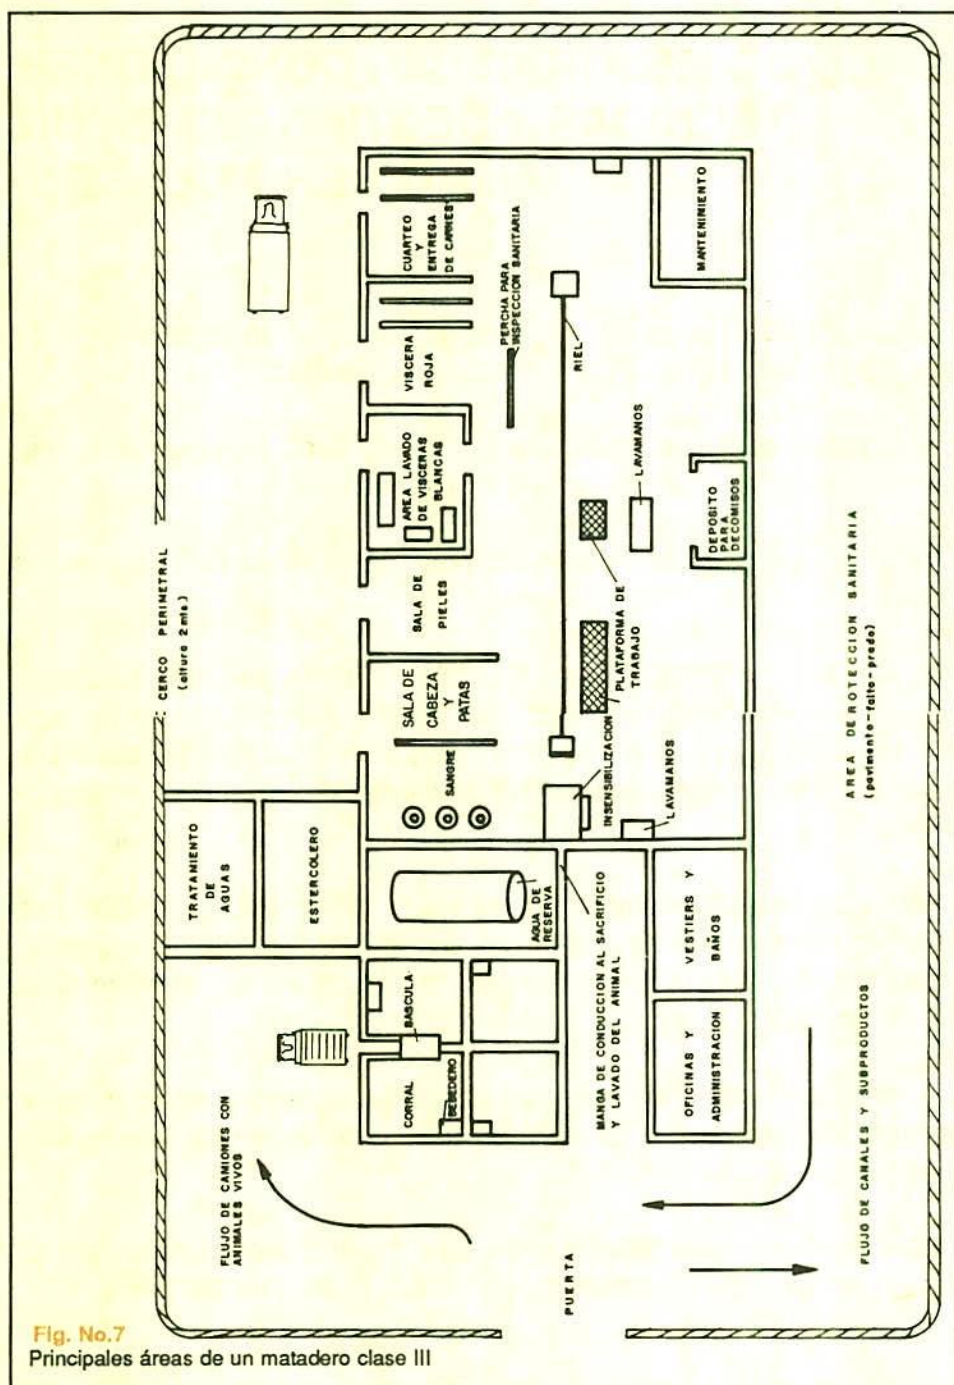 CUARTEO
Y
ENTREGA
DE CARNES
VISCERA
ROJA
AREA LAVADO
DE VISCERAS
BLANCAS
SALA DE
PIELES
SALA DE
CABEZA
Y
PATAS
SANGRE
PERCHA PARA
INSPECCION SANITARIA
RIEL
MANTENIMIENTO
LAVAMANOS
DEPOSITO
PARA
DECOMISOS
PLATAFORMA DE
TRABAJO
INSENSIBILIZACION
LAVAMANOS
CERCO PERIMETRAL
(altura 2 mts.)
TRATAMIENTO
DE
AGUAS
ESTERCOLERO
AGUA DE
RESERVA
BASCULA
CORRAL
BEBEDERO
MANGA DE CONDUCCION AL SACRIFICIO
Y LAVADO DEL ANIMAL
VESTIERS Y
BAÑOS
OFICINAS Y
ADMINISTRACION
AREA DE ROTECCION SANITARIA
(pavimento-falto-prado)
FLUJO DE CAMIONES CON
ANIMALES VIVOS
FLUJO DE CANALES Y SUBPRODUCTOS
PUERTA
Fig. No.7
Principales áreas de un matadero clase III